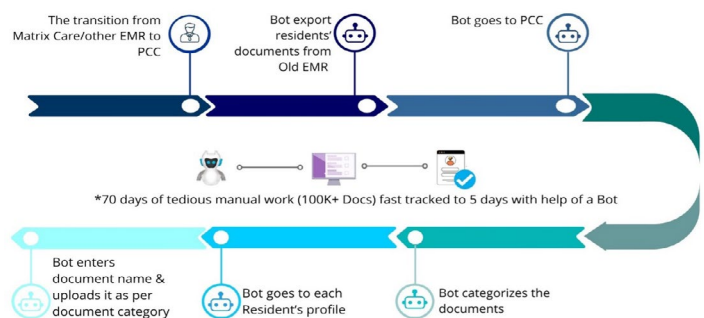 The transition from
Matrix Care/other EMR to
PCC
Bot export
residents'
documents from
Old EMR
Bot goes to PCC
*70 days of tedious manual work (100K+ Docs) fast tracked to 5 days with help of a Bot
Bot enters
document name &
uploads it as per
document category
Bot goes to each
Resident's profile
Bot categorizes the
documents